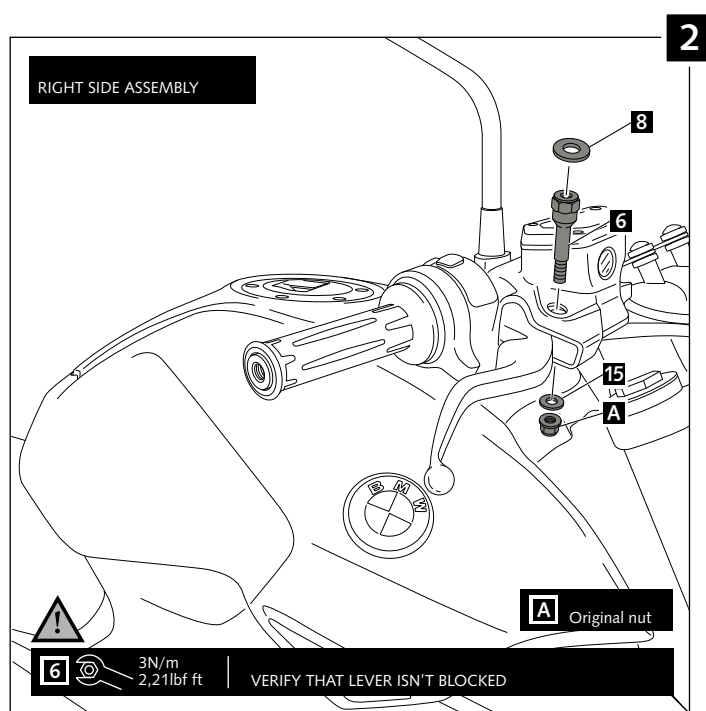 2
RIGHT SIDE ASSEMBLY
8
6
15
A
BMW
A Original nut
!
6 3N/m
2,21lbf ft
VERIFY THAT LEVER ISN'T BLOCKED